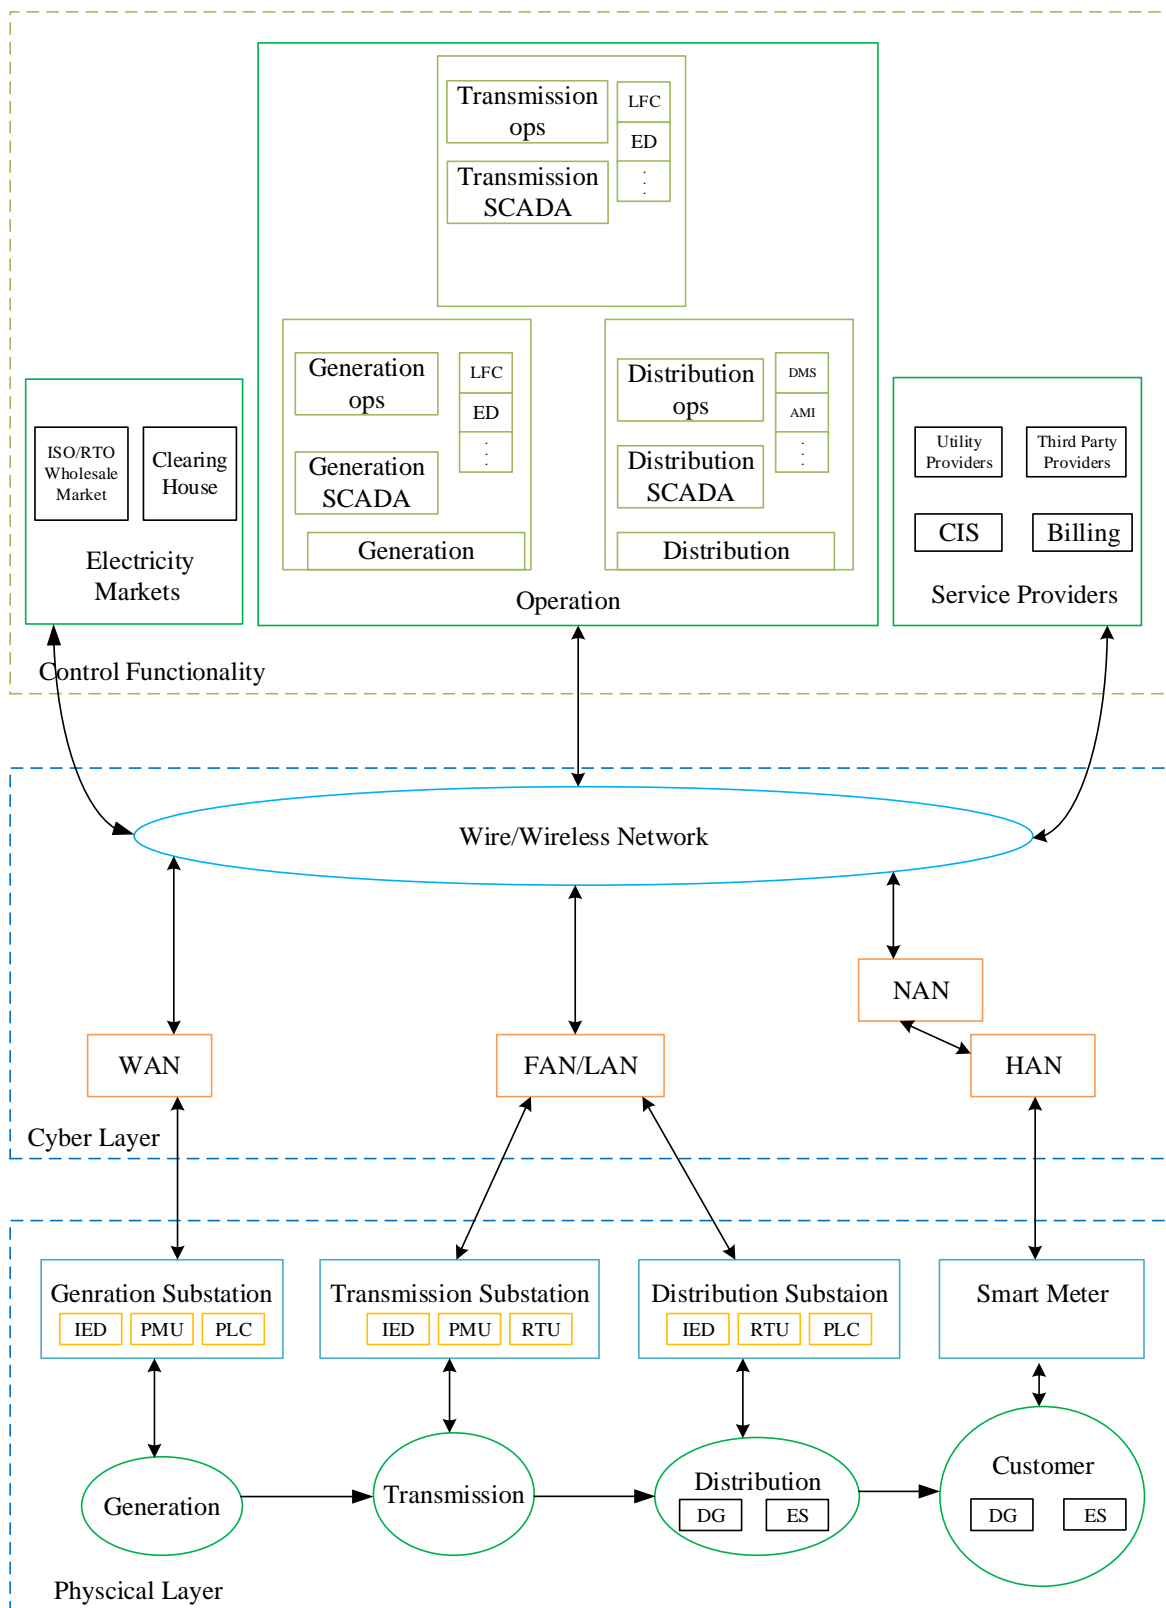 Transmission
ops
LFC
ED
.
.
.
Transmission
SCADA
Generation
ops
LFC
ED
.
.
.
Generation
SCADA
Generation
Distribution
ops
DMS
AMI
.
.
.
Distribution
SCADA
Distribution
Operation
ISO/RTO
Wholesale
Market
Clearing
House
Electricity
Markets
Utility
Providers
Third Party
Providers
CIS
Billing
Service Providers
Control Functionality
Wire/Wireless Network
NAN
WAN
FAN/LAN
HAN
Cyber Layer
Genration Substation
IED
PMU
PLC
Transmission Substation
IED
PMU
RTU
Distribution Substaion
IED
RTU
PLC
Smart Meter
Generation
Transmission
Distribution
DG
ES
Customer
DG
ES
Physcical Layer